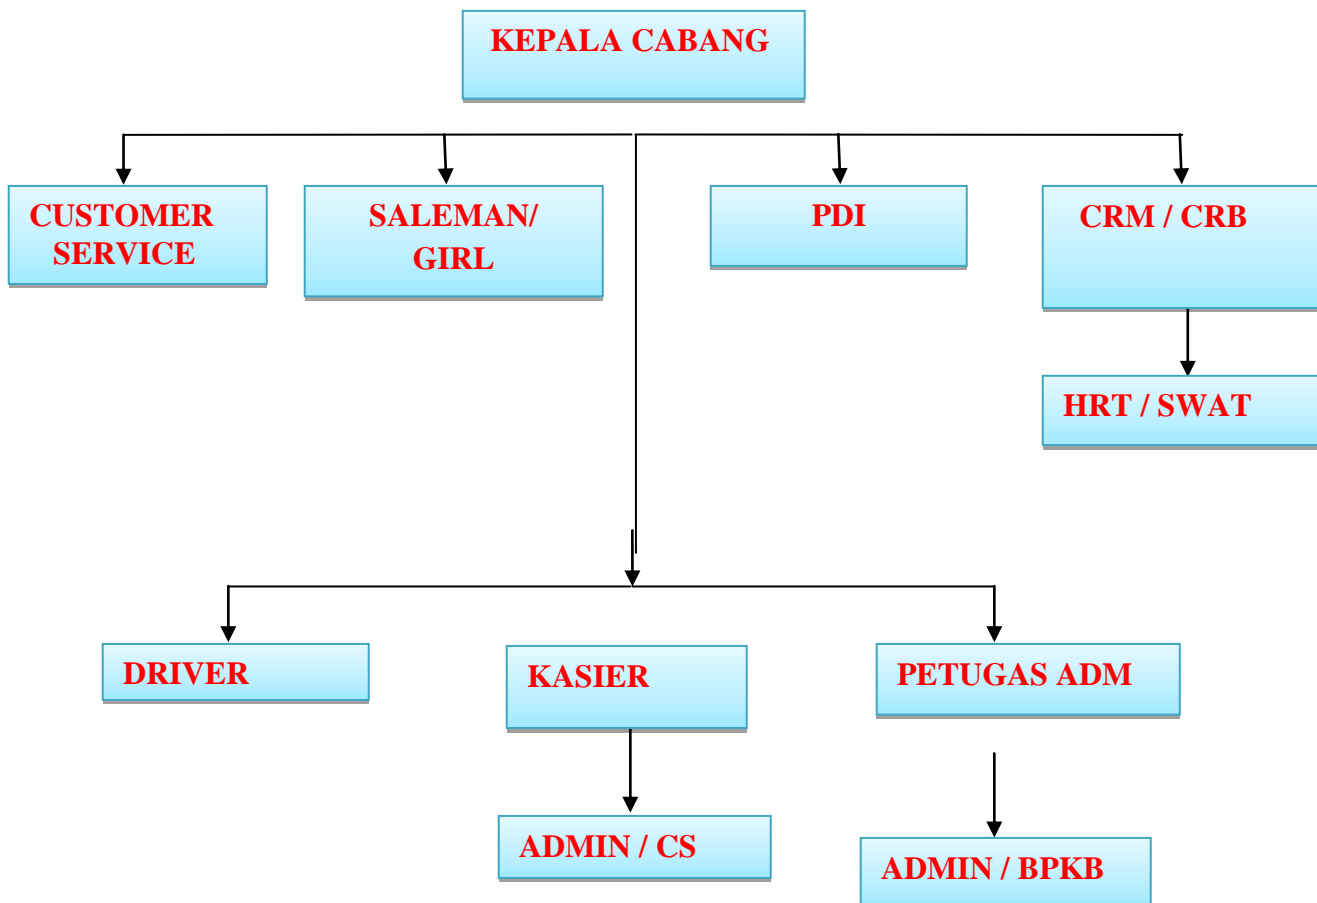 KEPALA CABANG
CUSTOMER
SERVICE
SALEMAN/
GIRL
PDI
CRM / CRB
HRT / SWAT
DRIVER
KASIER
PETUGAS ADM
ADMIN / CS
ADMIN / BPKB